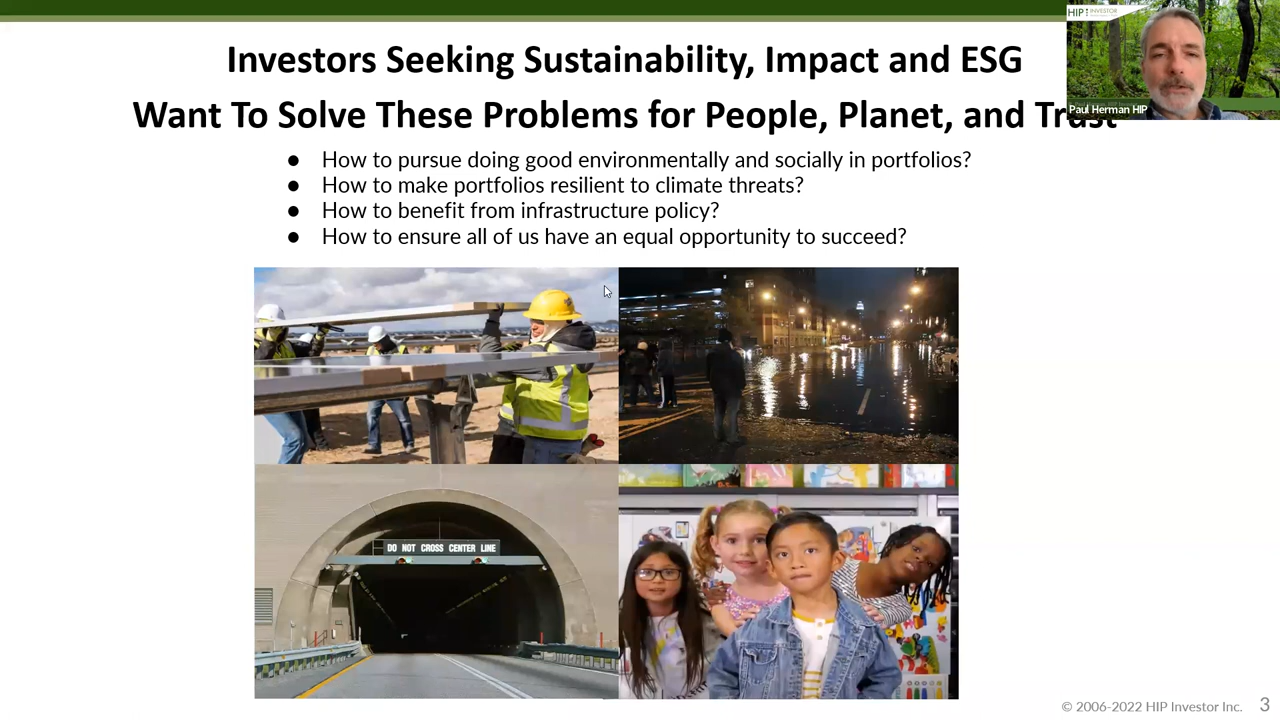 Investors Seeking Sustainability, Impact and ESG
Want To Solve These Problems for People, Planet, and Trust
HIP INVESTOR
Paul Herman HIP
● How to pursue doing good environmentally and socially in portfolios?
● How to make portfolios resilient to climate threats?
● How to benefit from infrastructure policy?
● How to ensure all of us have an equal opportunity to succeed?
DO NOT CROSS CENTER LINE
© 2006-2022 HIP Investor Inc.
3